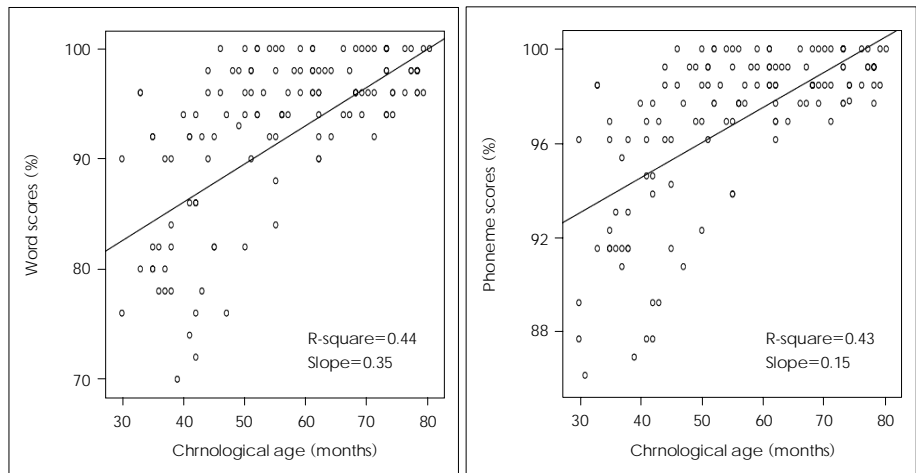 100
90
80
70
Word scores (%)
R-square=0.44
Slope=0.35
30 40 50 60 70 80
Chrnological age (months)
100
96
92
88
Phoneme scores (%)
R-square=0.43
Slope=0.15
30 40 50 60 70 80
Chrnological age (months)